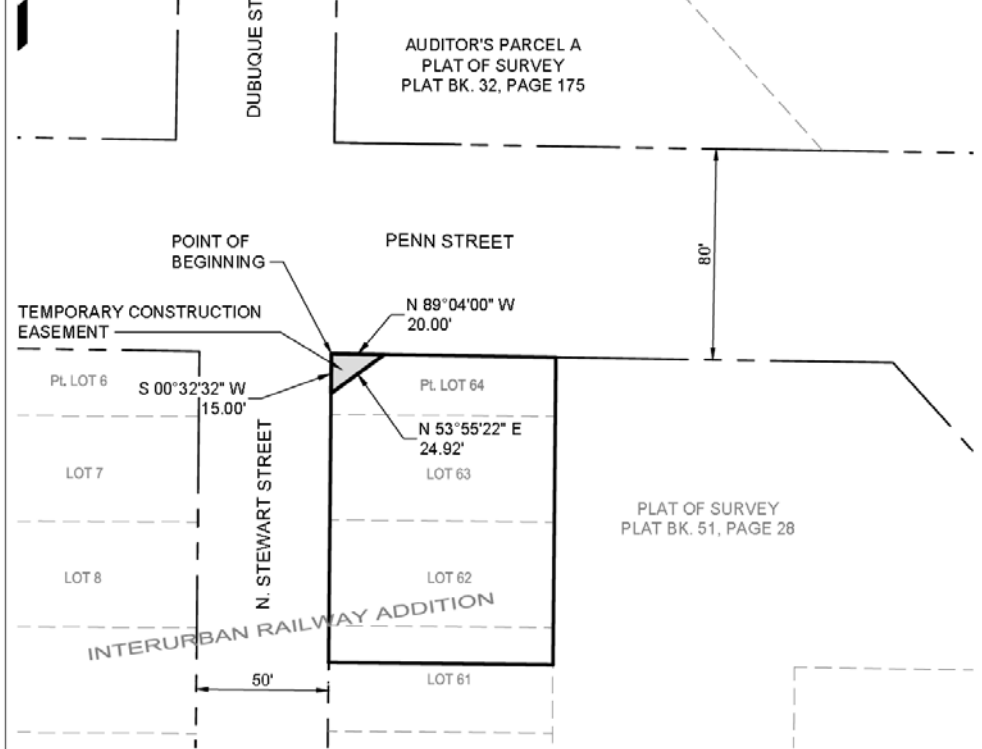 DUBUQUE ST
AUDITOR'S PARCEL A
PLAT OF SURVEY
PLAT BK. 32, PAGE 175
POINT OF
BEGINNING
PENN STREET
80'
TEMPORARY CONSTRUCTION
EASEMENT
N 89°04'00" W
20.00'
Pt. LOT 6
S 00°32'32" W
15.00'
Pt. LOT 64
N 53°55'22" E
24.92'
LOT 7
LOT 63
N. STEWART STREET
PLAT OF SURVEY
PLAT BK. 51, PAGE 28
LOT 8
LOT 62
INTERURBAN RAILWAY ADDITION
50'
LOT 61